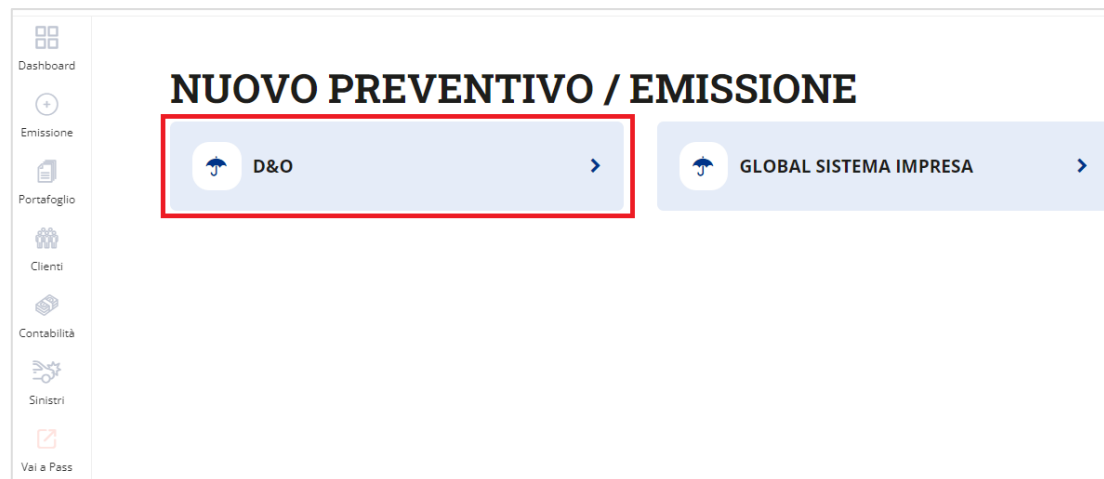 Dashboard
Emissione
Portafoglio
Clienti
Contabilità
Sinistri
Vai a Pass
NUOVO PREVENTIVO / EMISSIONE
D&O
GLOBAL SISTEMA IMPRESA